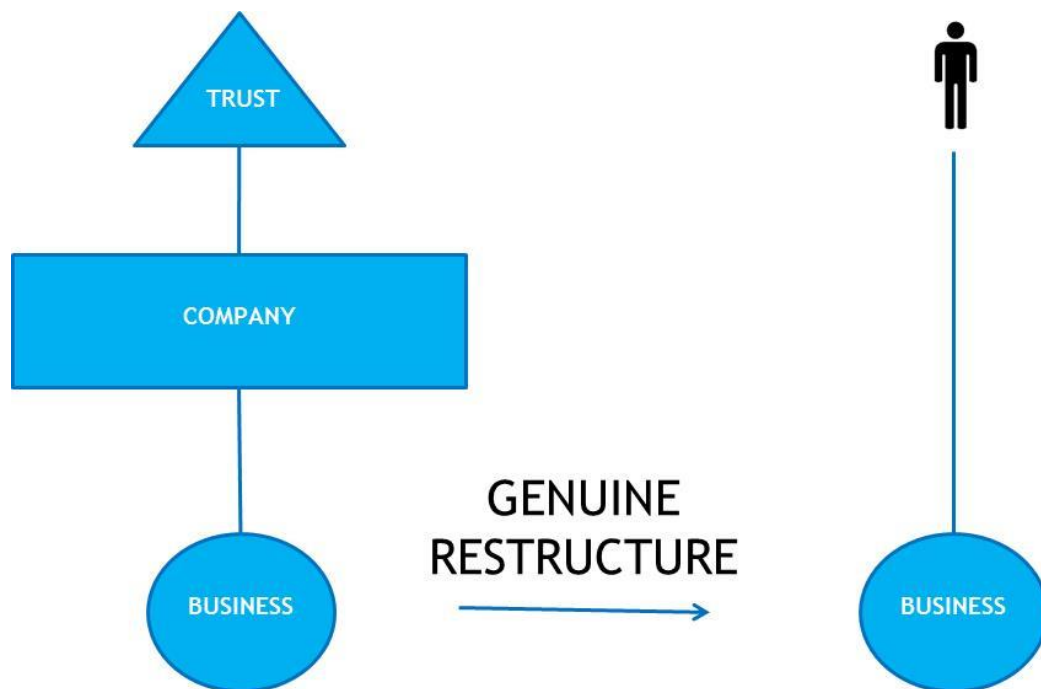 TRUST
COMPANY
GENUINE
RESTRUCTURE
BUSINESS
BUSINESS